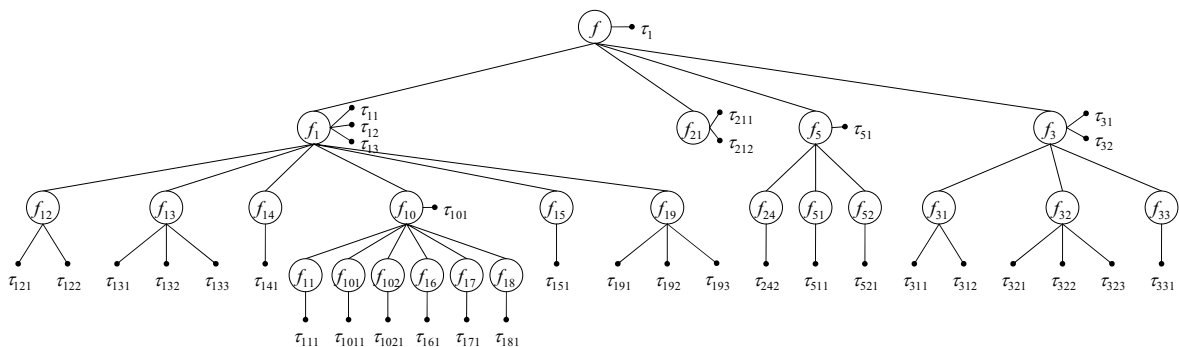 f τ₁
f₁ τ₁₁ τ₁₂ τ₁₃ f₂₁ τ₂₁₁ τ₂₁₂ f₅ τ₅₁ f₃ τ₃₁ τ₃₂
f₁₂ f₁₃ f₁₄ f₁₀ τ₁₀₁ f₁₅ f₁₉ f₂₄ f₅₁ f₅₂ f₃₁ f₃₂ f₃₃
τ₁₂₁ τ₁₂₂ τ₁₃₁ τ₁₃₂ τ₁₃₃ τ₁₄₁ f₁₁ f₁₀₁ f₁₀₂ f₁₆ f₁₇ f₁₈ τ₁₅₁ τ₁₉₁ τ₁₉₂ τ₁₉₃ τ₂₄₂ τ₅₁₁ τ₅₂₁ τ₃₁₁ τ₃₁₂ τ₃₂₁ τ₃₂₂ τ₃₂₃ τ₃₃₁
τ₁₁₁ τ₁₀₁₁ τ₁₀₂₁ τ₁₆₁ τ₁₇₁ τ₁₈₁